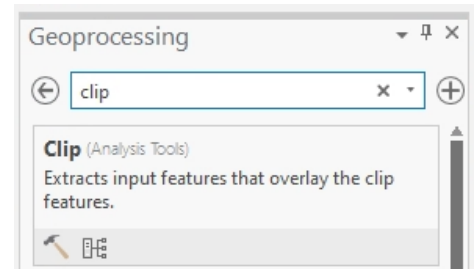 Geoprocessing
clip
Clip (Analysis Tools)
Extracts input features that overlay the clip
features.